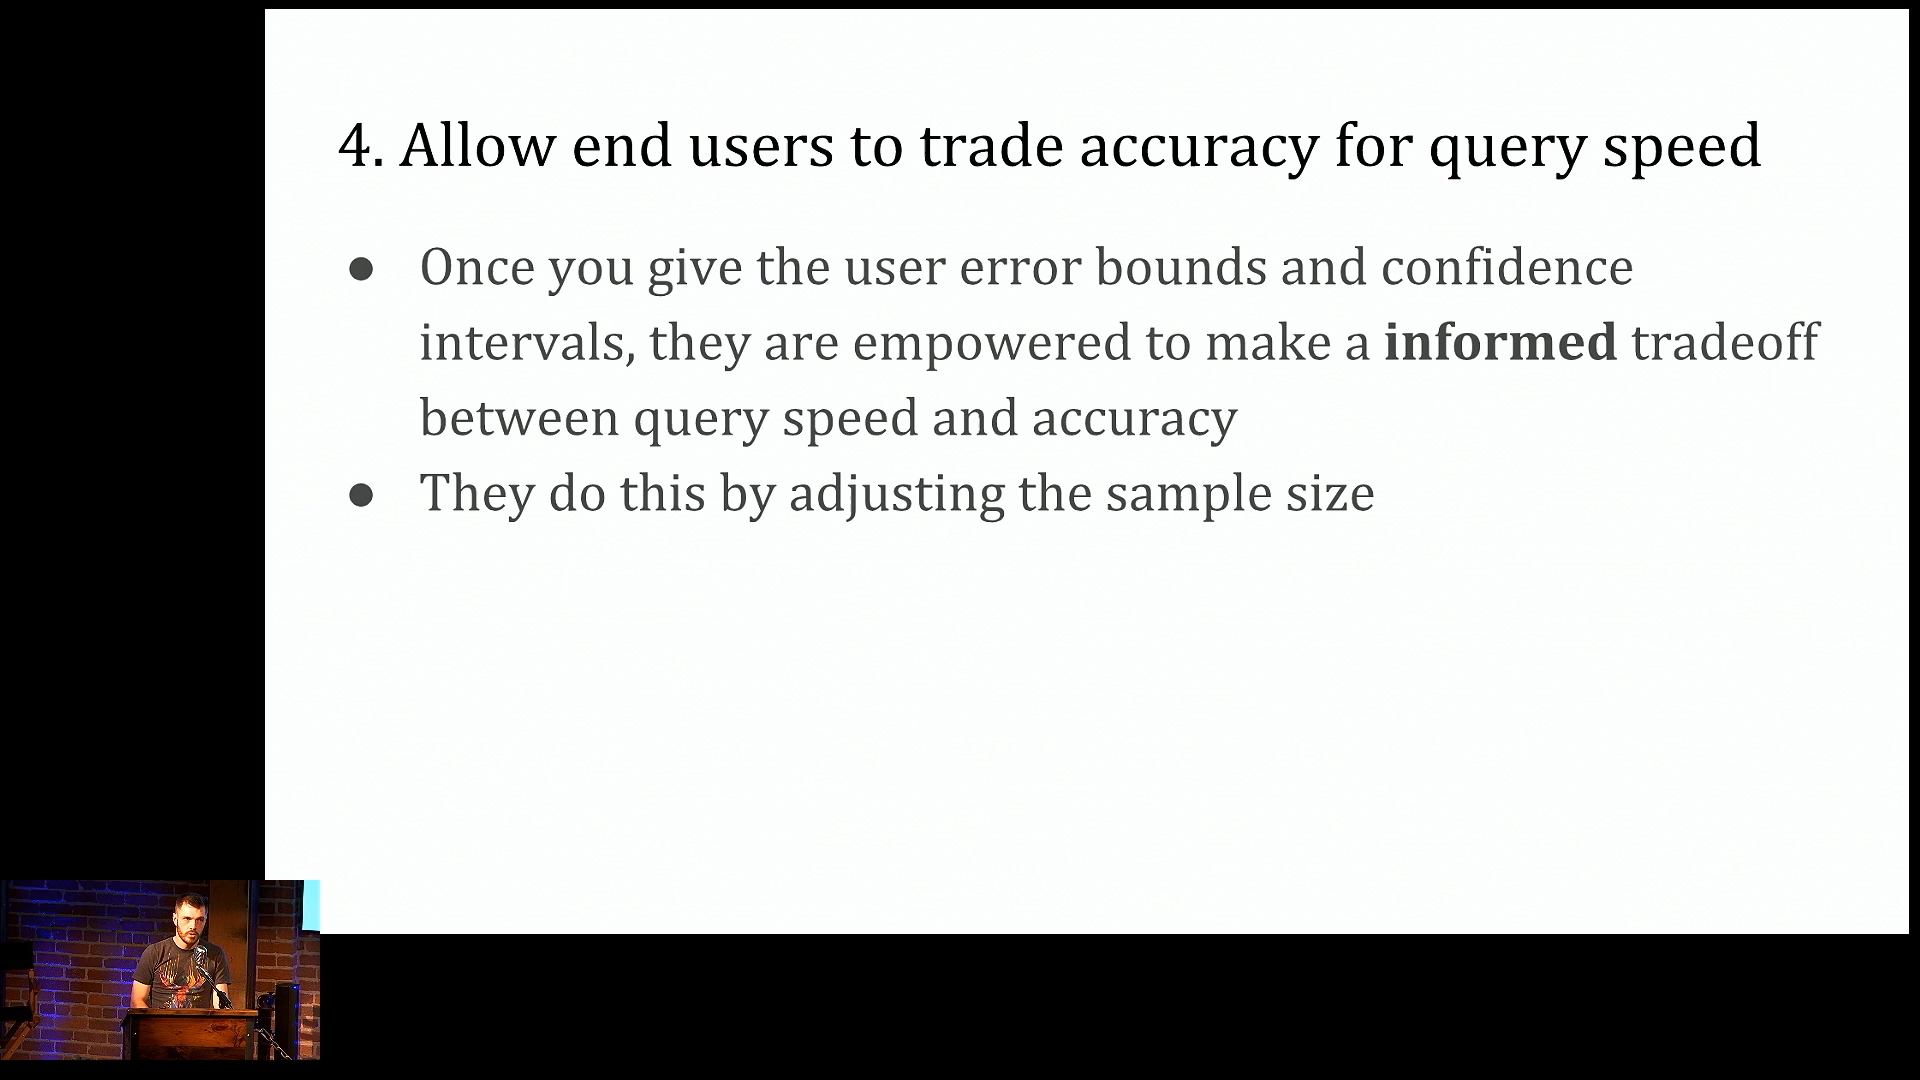 4. Allow end users to trade accuracy for query speed
● Once you give the user error bounds and confidence
intervals, they are empowered to make a informed tradeoff
between query speed and accuracy
● They do this by adjusting the sample size